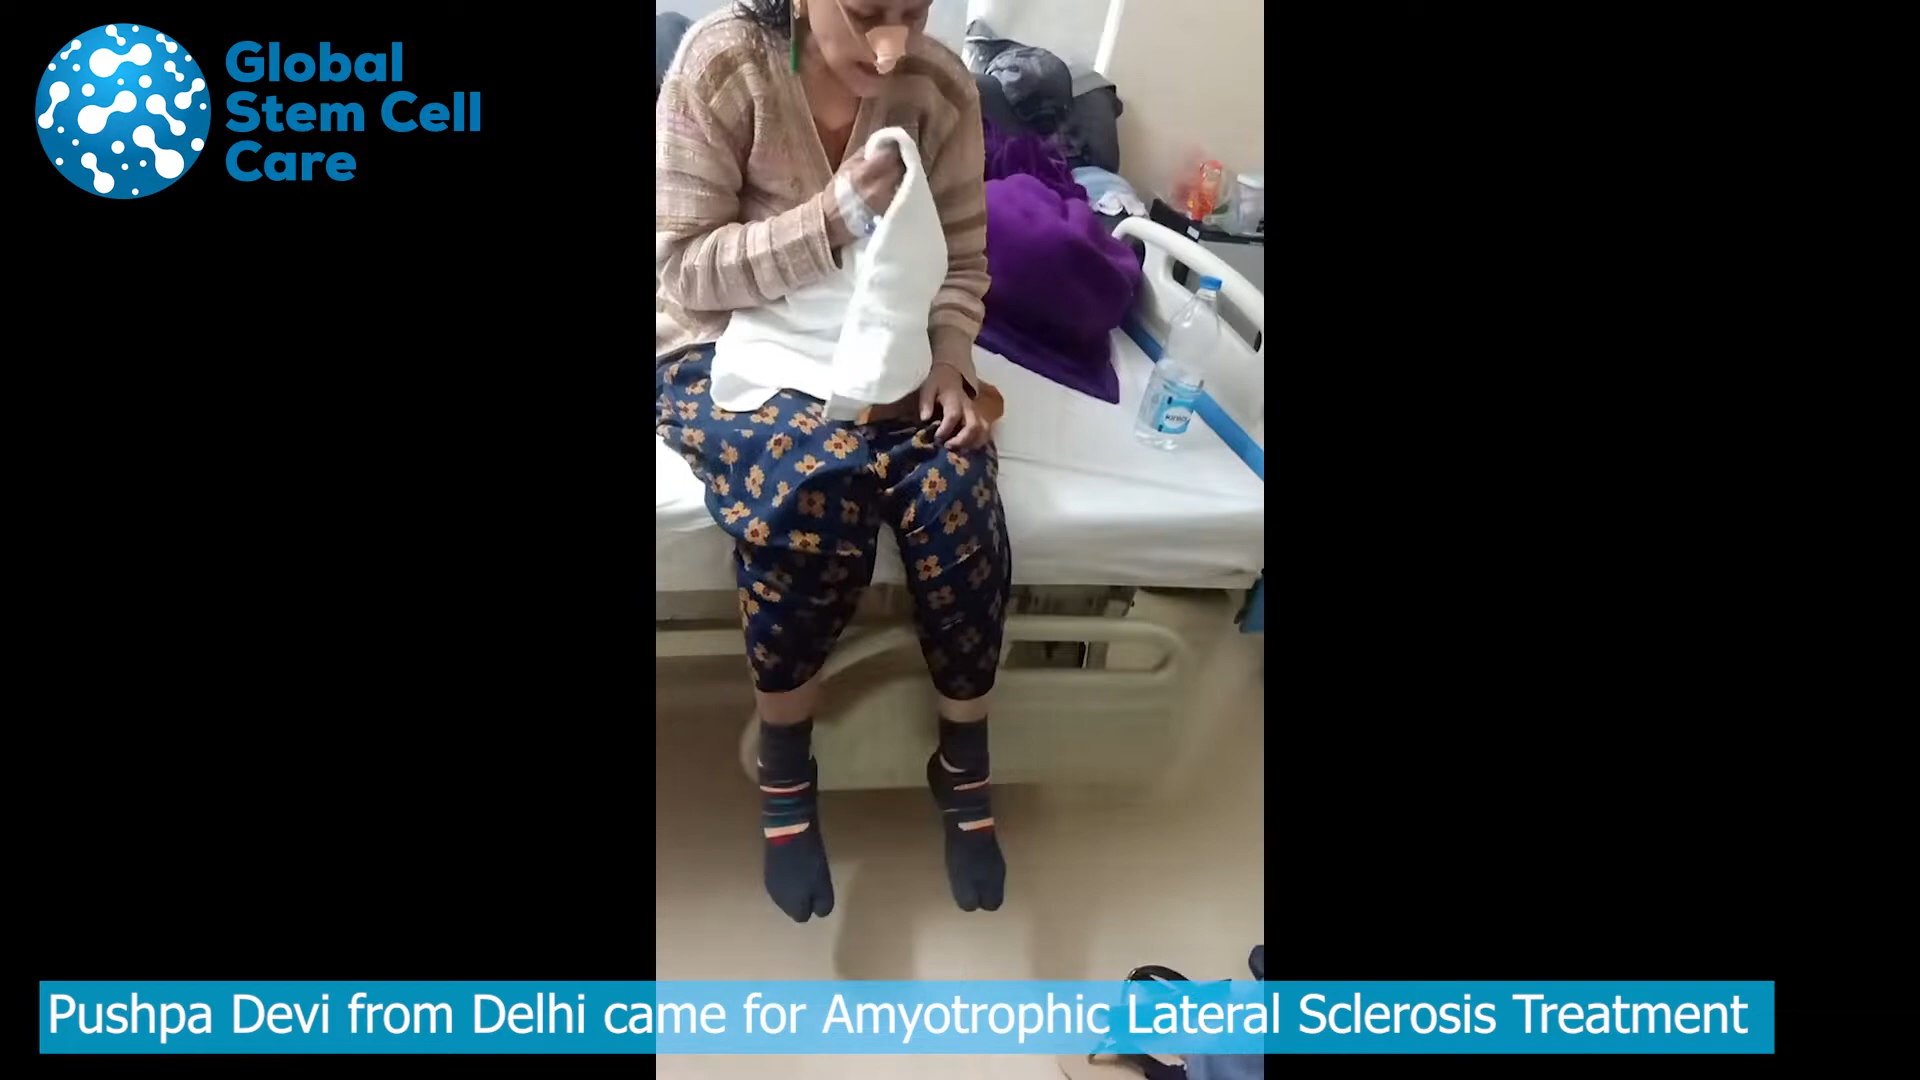 Global
Stem Cell
Care
Pushpa Devi from Delhi came for Amyotrophic Lateral Sclerosis Treatment